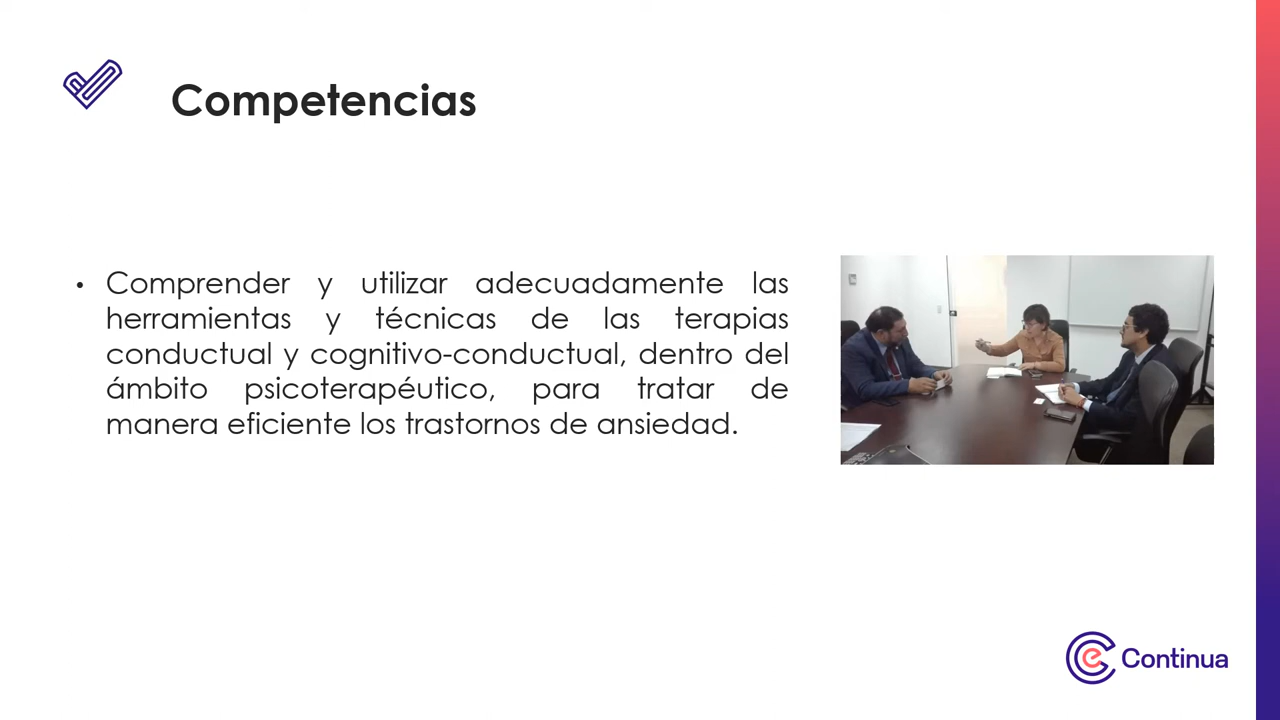 Competencias
• Comprender y utilizar adecuadamente las
herramientas y técnicas de las terapias
conductual y cognitivo-conductual, dentro del
ámbito psicoterapéutico, para tratar de
manera eficiente los trastornos de ansiedad.
e Continua